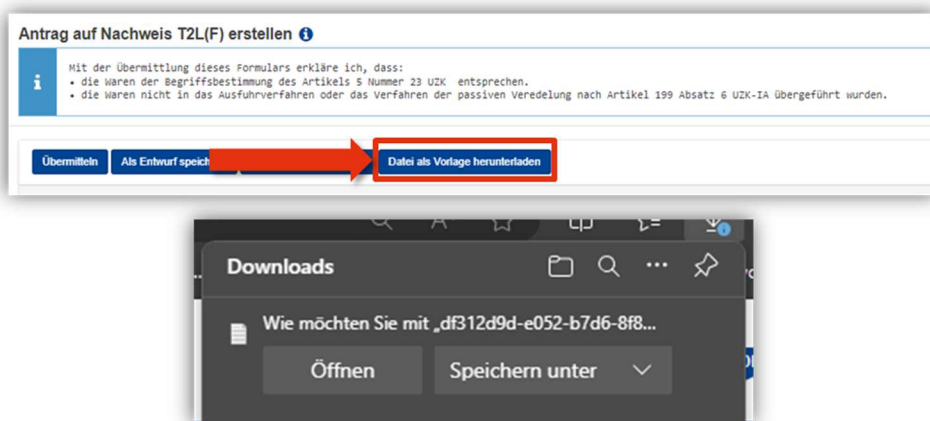 Antrag auf Nachweis T2L(F) erstellen
Mit der Übermittlung dieses Formulars erkläre ich, dass:
• die Waren der Begriffsbestimmung des Artikels 5 Nummer 23 UZK entsprechen.
• die Waren nicht in das Ausfuhrverfahren oder das Verfahren der passiven Veredelung nach Artikel 199 Absatz 6 UZK-IA übergeführt wurden.
Übermitteln Als Entwurf speich Datei als Vorlage herunterladen
Downloads
Wie möchten Sie mit „df312d9d-e052-b7d6-8f8...
Öffnen Speichern unter